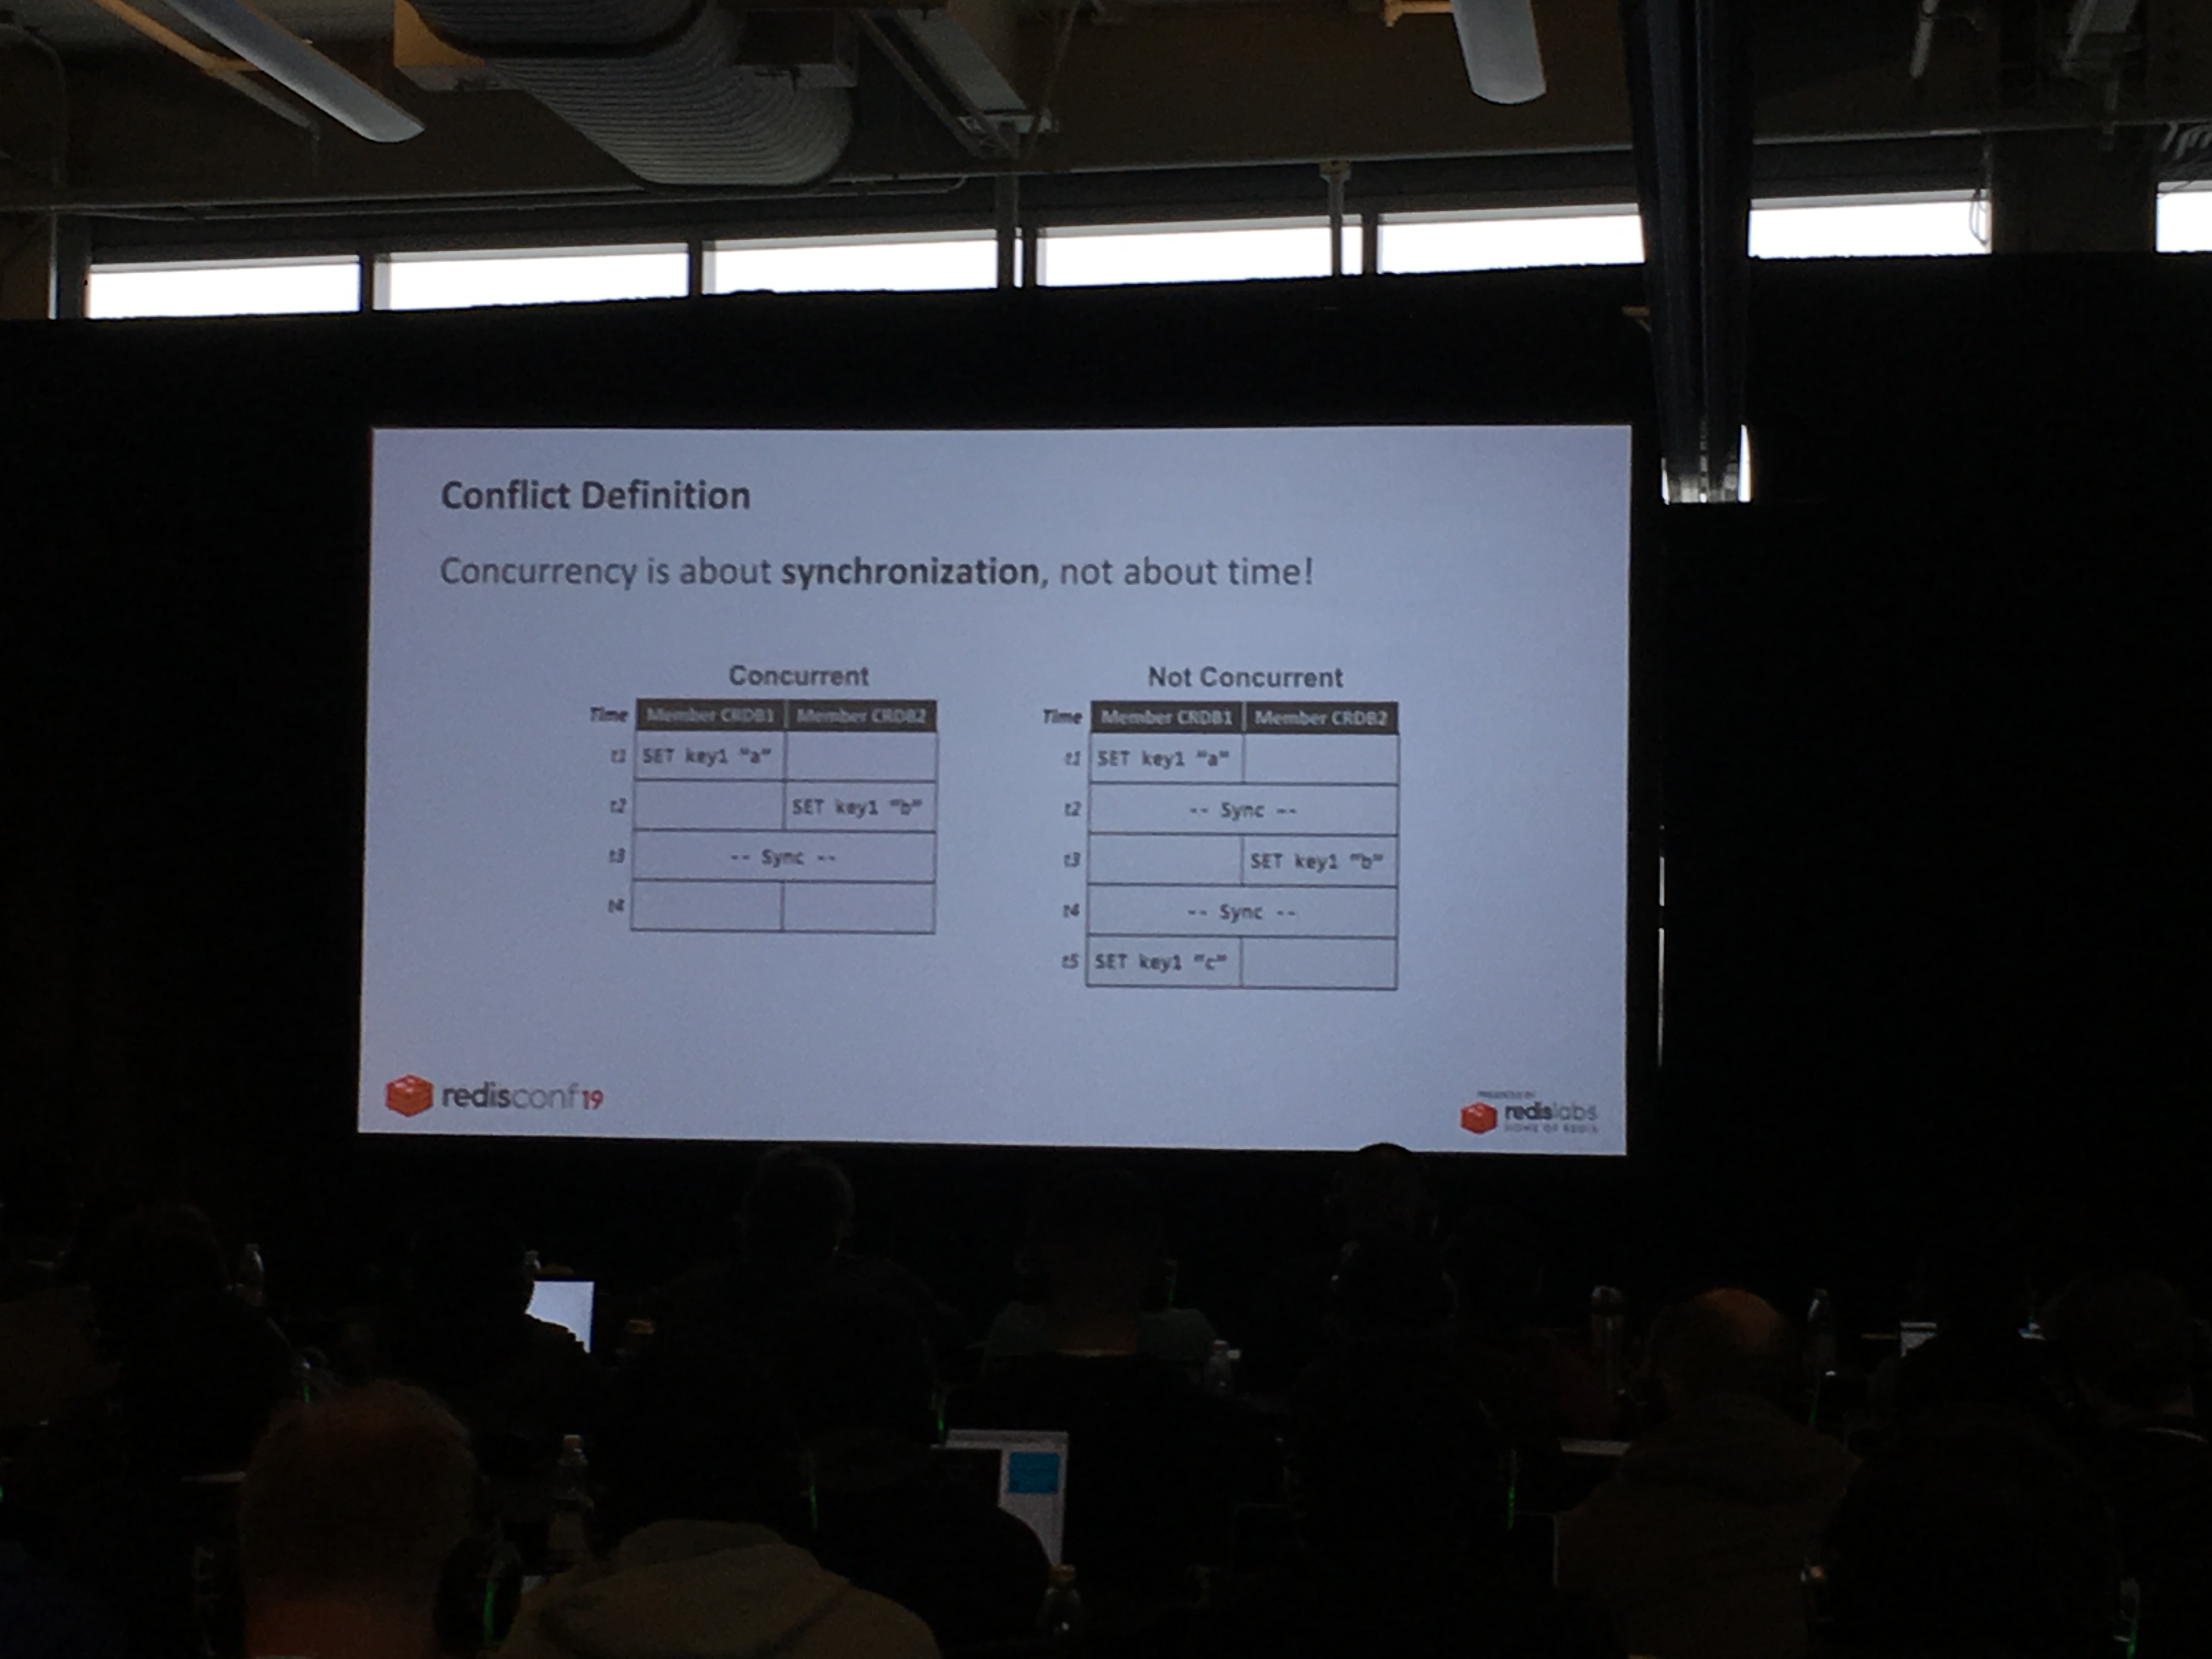 Conflict Definition
Concurrency is about synchronization, not about time!
Concurrent
Time Member CRDB1 Member CRDB2
t1 SET key1 "a"
t2 SET key1 "b"
t3 -- Sync --
t4
Not Concurrent
Time Member CRDB1 Member CRDB2
t1 SET key1 "a"
t2 -- Sync --
t3 SET key1 "b"
t4 -- Sync --
t5 SET key1 "c"
redisconf19
PRESENTED BY
redislabs
HOME OF REDIS